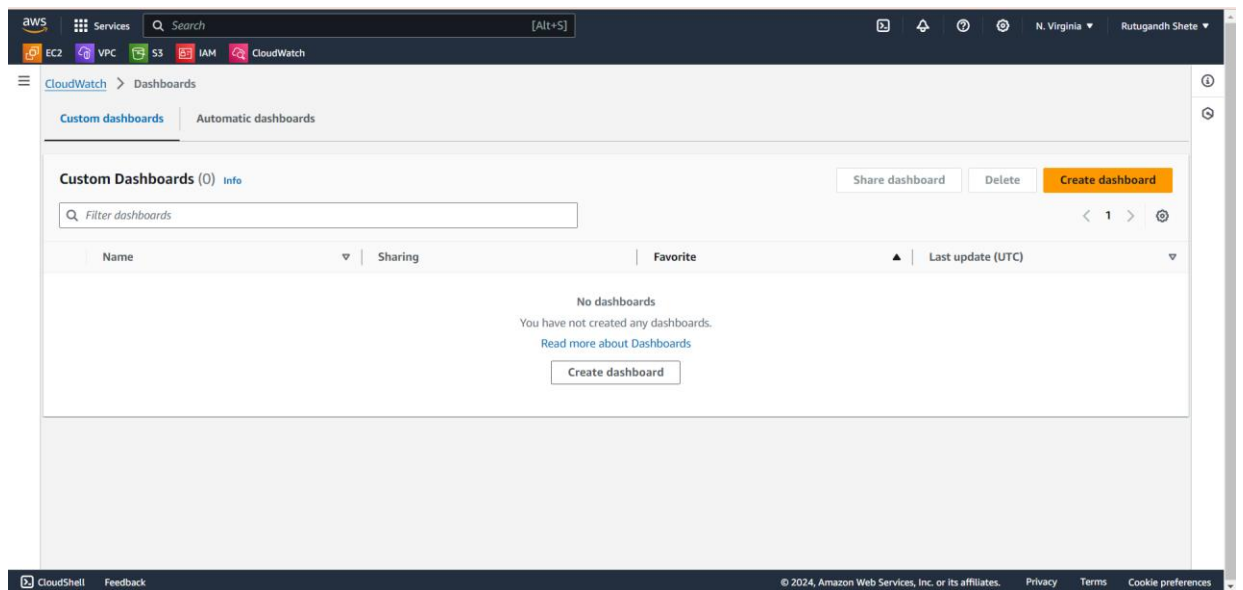 aws Services Search [Alt+S] N. Virginia Rutugandh Shete
EC2 VPC S3 IAM CloudWatch
CloudWatch > Dashboards
Custom dashboards Automatic dashboards
Custom Dashboards (0) Info Share dashboard Delete Create dashboard
Filter dashboards < 1 >
Name Sharing Favorite Last update (UTC)
No dashboards
You have not created any dashboards.
Read more about Dashboards
Create dashboard
CloudShell Feedback © 2024, Amazon Web Services, Inc. or its affiliates. Privacy Terms Cookie preferences